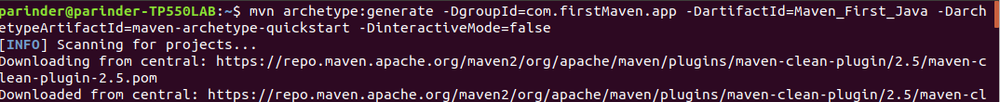 parinder@parinder-TP550LAB:~$ mvn archetype:generate -DgroupId=com.firstMaven.app -DartifactId=Maven_First_Java -Darch
etypeArtifactId=maven-archetype-quickstart -DinteractiveMode=false
[INFO] Scanning for projects...
Downloading from central: https://repo.maven.apache.org/maven2/org/apache/maven/plugins/maven-clean-plugin/2.5/maven-c
lean-plugin-2.5.pom
Downloaded from central: https://repo.maven.apache.org/maven2/org/apache/maven/plugins/maven-clean-plugin/2.5/maven-cl